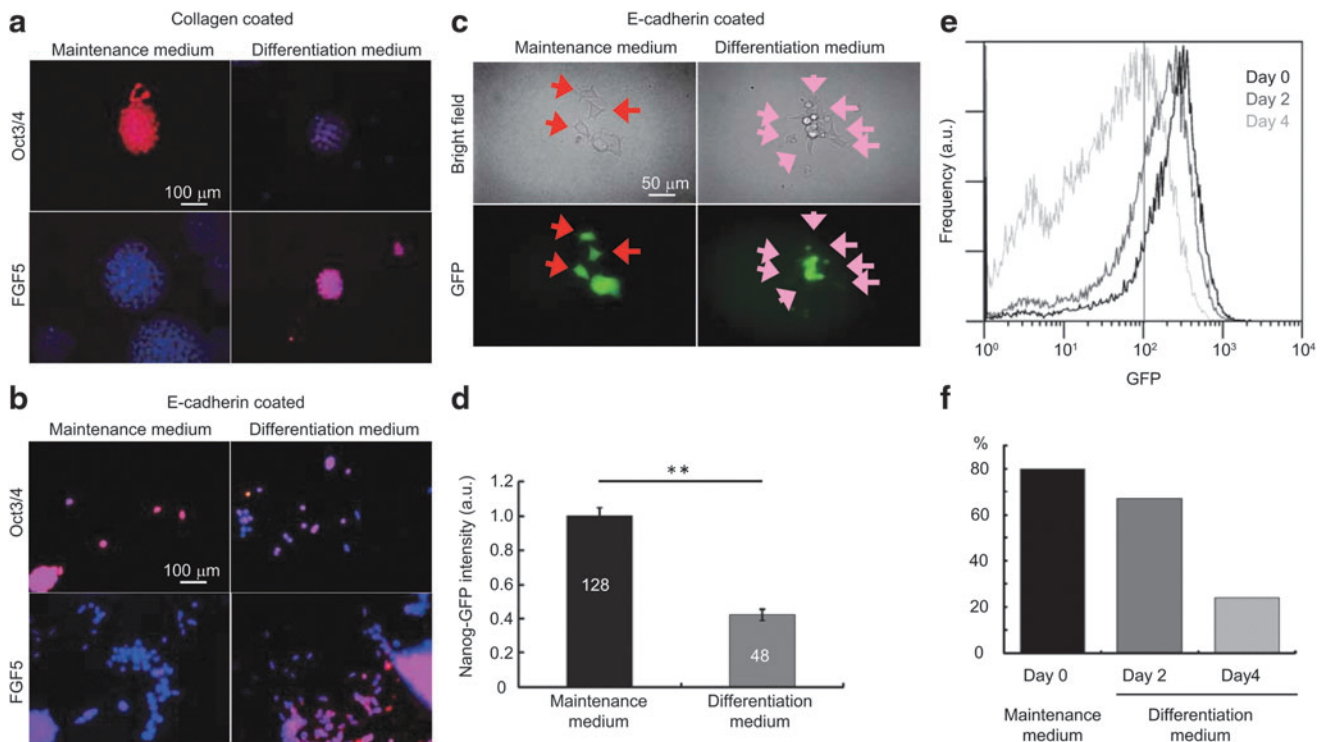 a
Collagen coated
Maintenance medium Differentiation medium
Oct3/4
100 μm
FGF5
b
E-cadherin coated
Maintenance medium Differentiation medium
Oct3/4
100 μm
FGF5
c
E-cadherin coated
Maintenance medium Differentiation medium
Bright field
50 μm
GFP
d
Nanog-GFP intensity (a.u.)
1.2
1.0
0.8
0.6
0.4
0.2
0
**
128
48
Maintenance
medium
Differentiation
medium
e
Frequency (a.u.)
Day 0
Day 2
Day 4
10⁰ 10¹ 10² 10³ 10⁴
GFP
f
%
80
60
40
20
0
Day 0 Day 2 Day4
Maintenance
medium
Differentiation
medium